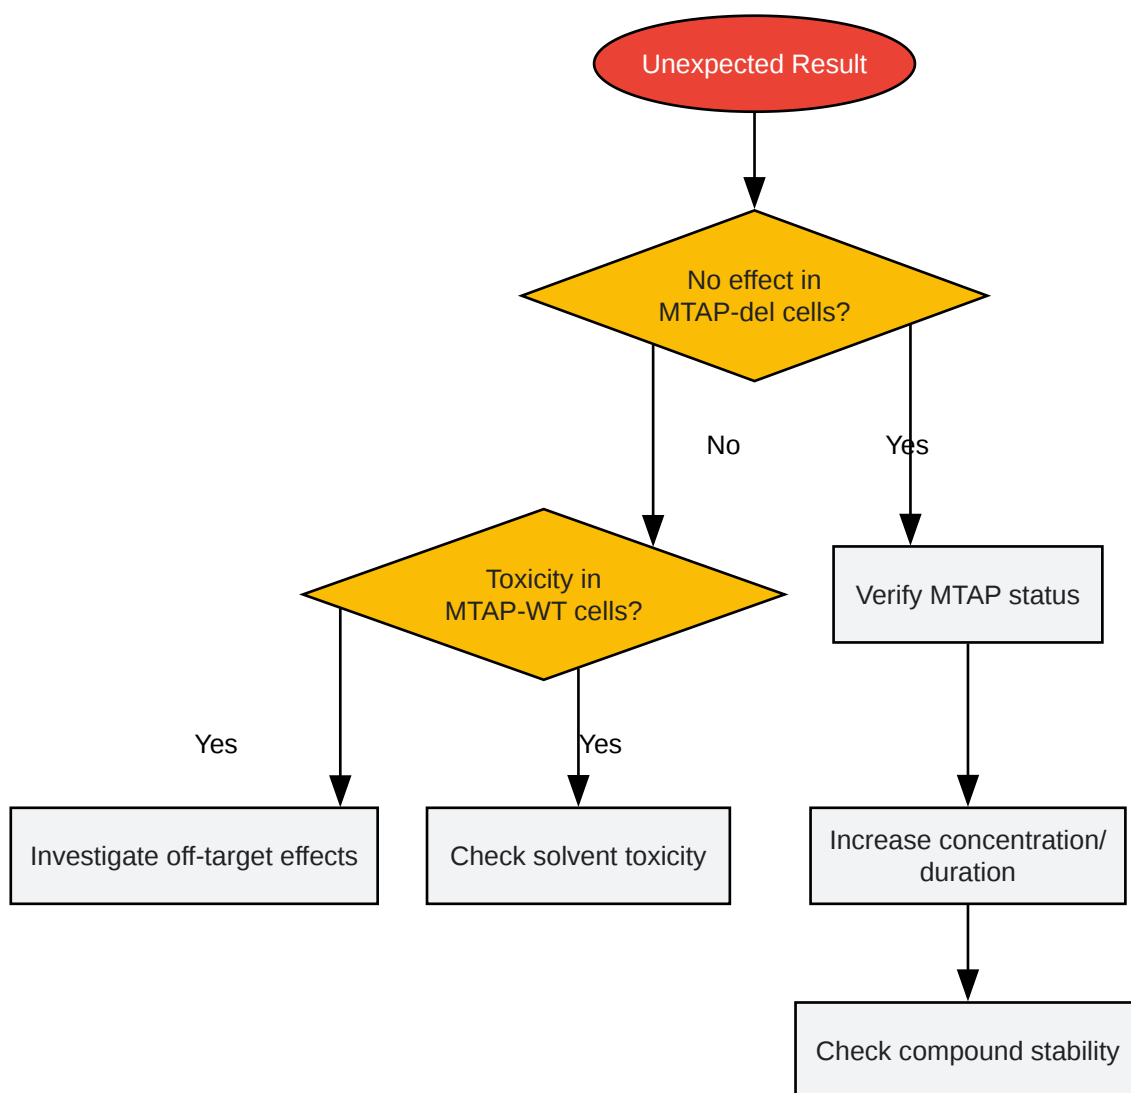 Unexpected Result
No effect in
MTAP-del cells?
No
Yes
Toxicity in
MTAP-WT cells?
Verify MTAP status
Yes
Yes
Investigate off-target effects
Check solvent toxicity
Increase concentration/
duration
Check compound stability